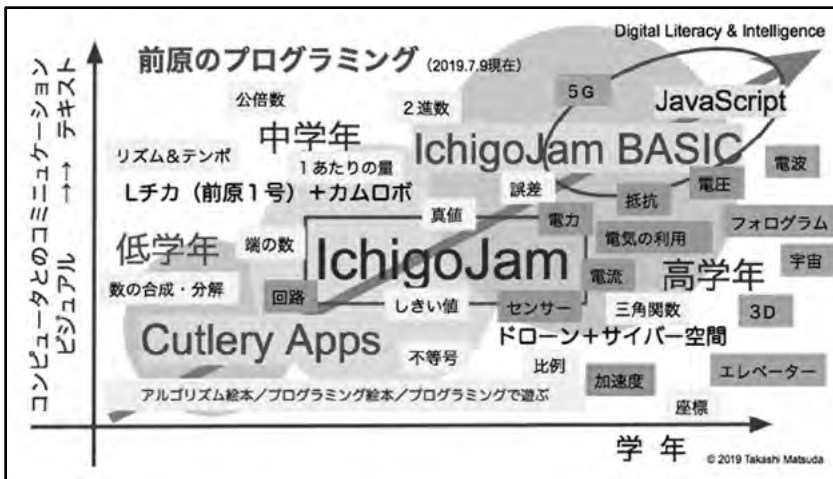 Digital Literacy & Intelligence
前原のプログラミング (2019.7.9現在)
5G
JavaScript
公倍数
2進数
中学年
IchigoJam BASIC
リズム&テンポ
1あたりの量
電波
Lチカ(前原1号)+カムロボ
誤差
抵抗
電圧
真値
電力
フォログラム
低学年
端の数
IchigoJam
電気の利用
電流
高学年
宇宙
数の合成・分解
回路
しきい値
センサー
三角関数
3D
ドローン+サイバー空間
Cutlery Apps
不等号
比例
加速度
エレベーター
アルゴリズム絵本/プログラミング絵本/プログラミングで遊ぶ
座標
コンピュータとのコミニュケーション
ビジュアル →→ テキスト
学 年
© 2019 Takashi Matsuda